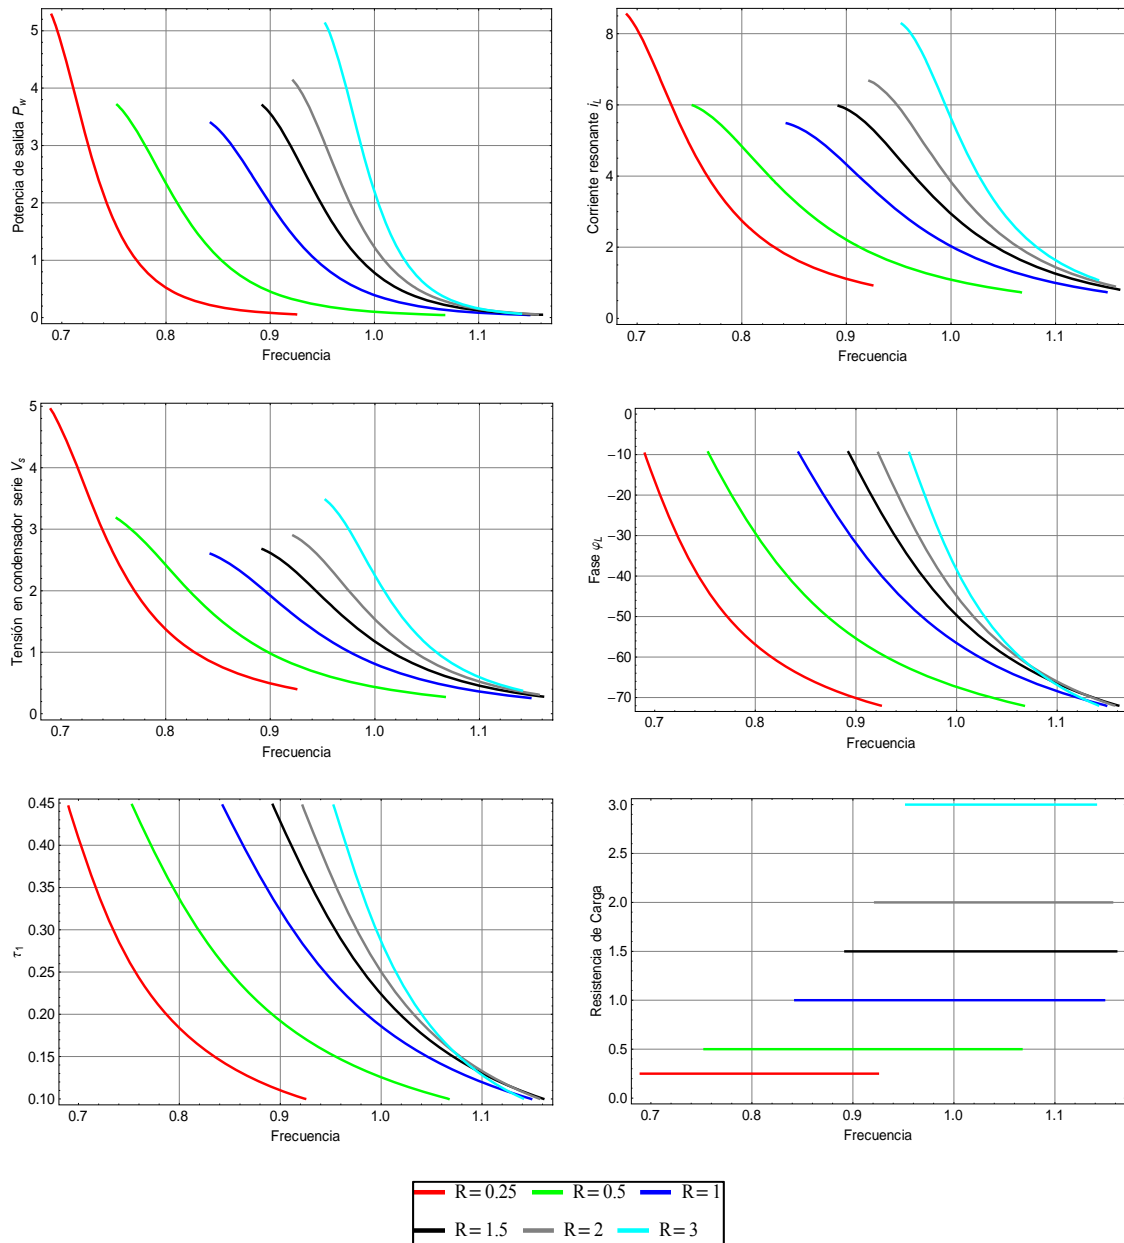 Potencia de salida P_w
5
4
3
2
1
0
0.7 0.8 0.9 1.0 1.1
Frecuencia
Corriente resonante i_L
8
6
4
2
0
0.7 0.8 0.9 1.0 1.1
Frecuencia
Tensión en condensador serie V_s
5
4
3
2
1
0
0.7 0.8 0.9 1.0 1.1
Frecuencia
Fase φ_L
0
−10
−20
−30
−40
−50
−60
−70
0.7 0.8 0.9 1.0 1.1
Frecuencia
τ_1
0.45
0.40
0.35
0.30
0.25
0.20
0.15
0.10
0.7 0.8 0.9 1.0 1.1
Frecuencia
Resistencia de Carga
3.0
2.5
2.0
1.5
1.0
0.5
0.0
0.7 0.8 0.9 1.0 1.1
Frecuencia
R = 0.25 R = 0.5 R = 1
R = 1.5 R = 2 R = 3